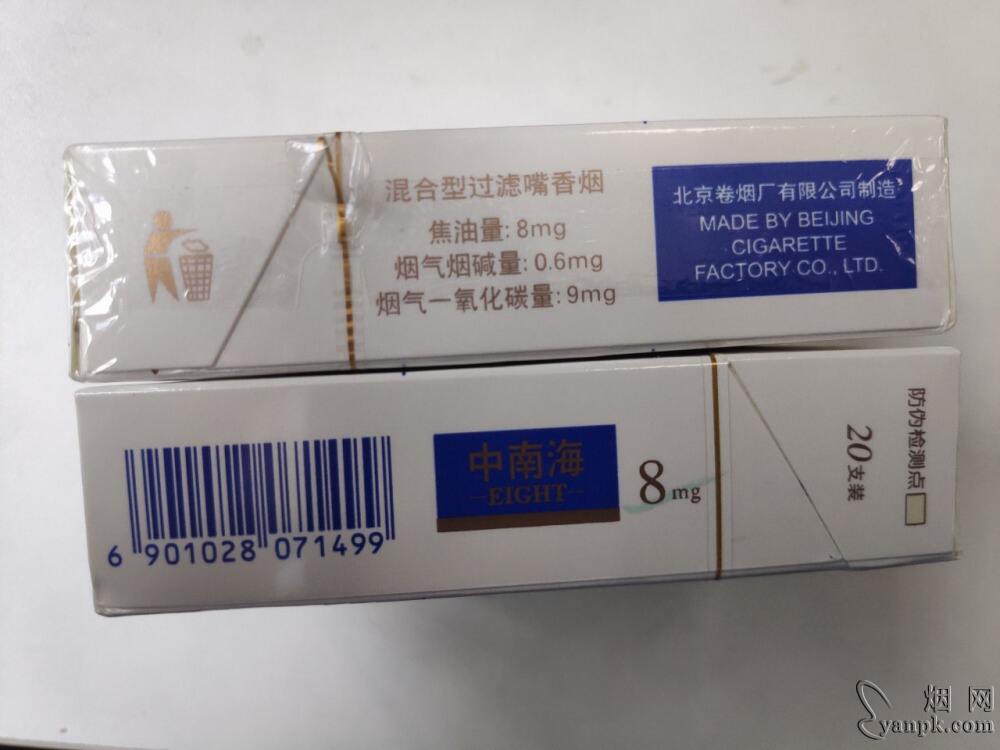 混合型过滤嘴香烟
焦油量: 8mg
烟气烟碱量: 0.6mg
烟气一氧化碳量: 9mg
北京卷烟厂有限公司制造
MADE BY BEIJING
CIGARETTE
FACTORY CO., LTD.
6 901028 071499
中南海
EIGHT
8mg
20支装
防伪检测点
烟网
yanpk.com